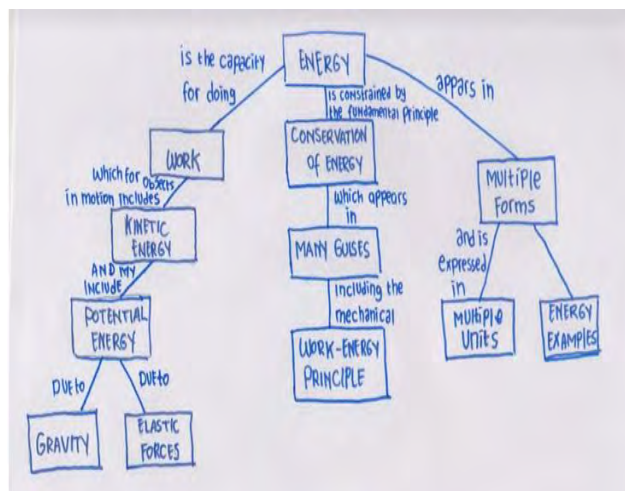 ENERGY
is the capacity
for doing
is constrained by
the fundamental principle
appars in
WORK
CONSERVATION
OF ENERGY
MULTIPLE
Forms
which for objects
in motion includes
which appears
in
KINETIC
ENERGY
MANY GUISES
and is
expressed
in
AND MY
INCLUDE
including the
mechanical
POTENTIAL
ENERGY
MULTIPLE
Units
ENERGY
EXAMPLES
WORK-ENERGY
PRINCIPLE
DUE to
DUE to
GRAVITY
ELASTIC
FORCES